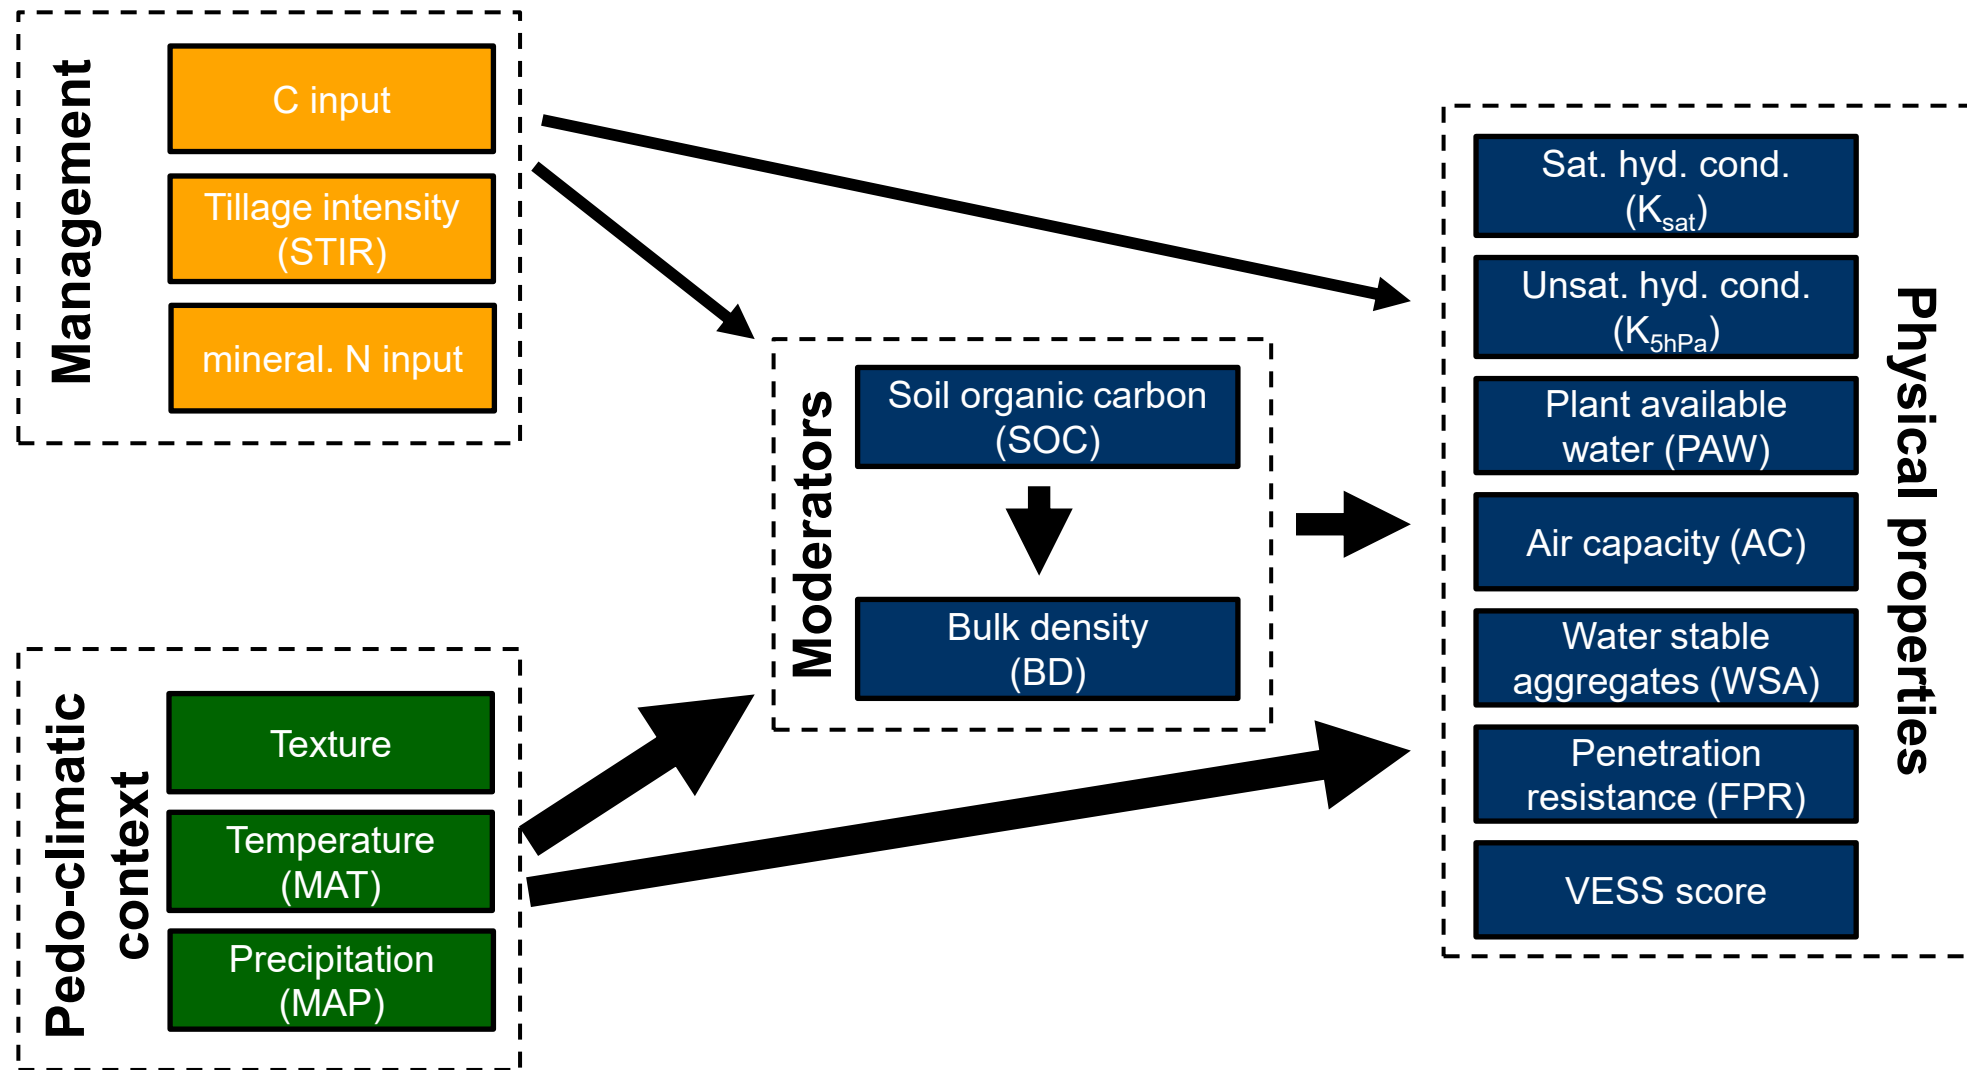 Management
C input
Tillage intensity
(STIR)
mineral. N input
Pedo-climatic
context
Texture
Temperature
(MAT)
Precipitation
(MAP)
Moderators
Soil organic carbon
(SOC)
Bulk density
(BD)
Physical properties
Sat. hyd. cond.
(Ksat)
Unsat. hyd. cond.
(K5hPa)
Plant available
water (PAW)
Air capacity (AC)
Water stable
aggregates (WSA)
Penetration
resistance (FPR)
VESS score